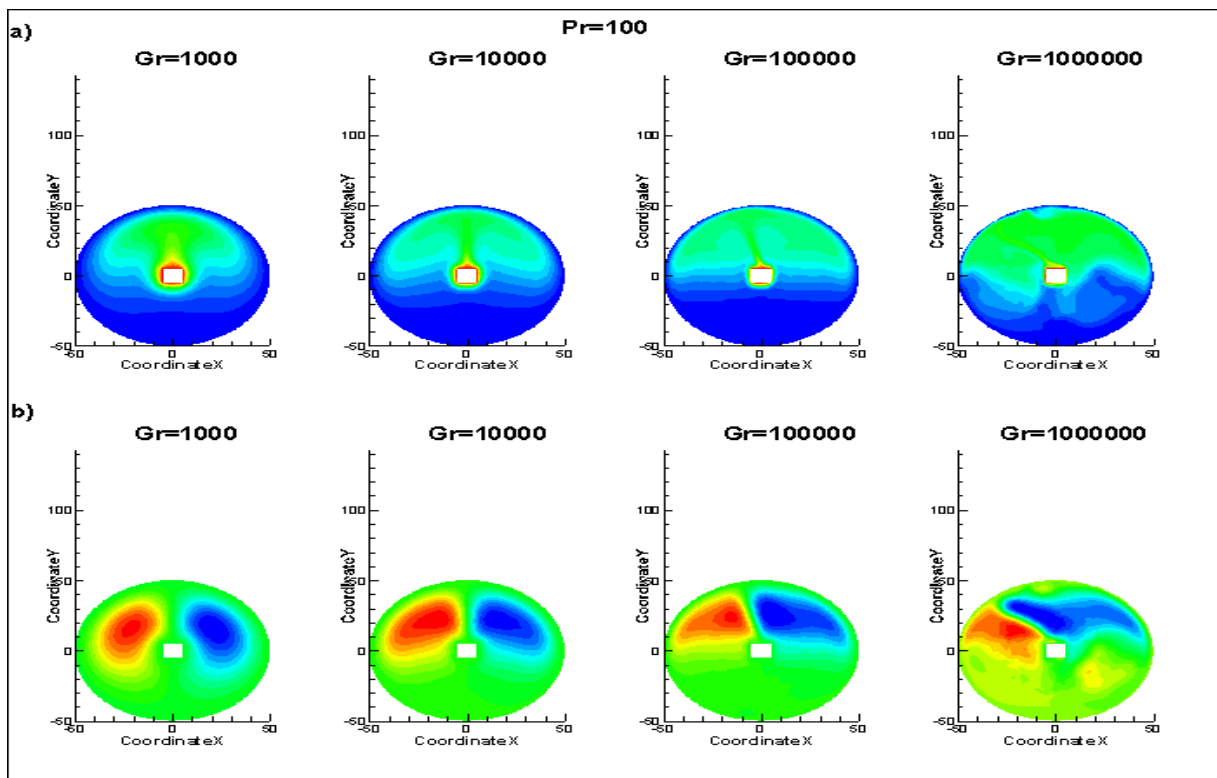 a)
Pr=100
Gr=1000 Gr=10000 Gr=100000 Gr=1000000
CoordinateY CoordinateY CoordinateY CoordinateY
100 100 100 100
50 50 50 50
0 0 0 0
-50 -50 -50 -50
-50 0 50 -50 0 50 -50 0 50 -50 0 50
CoordinateX CoordinateX CoordinateX CoordinateX
b)
Gr=1000 Gr=10000 Gr=100000 Gr=1000000
CoordinateY CoordinateY CoordinateY CoordinateY
100 100 100 100
50 50 50 50
0 0 0 0
-50 -50 -50 -50
-50 0 50 -50 0 50 -50 0 50 -50 0 50
CoordinateX CoordinateX CoordinateX CoordinateX